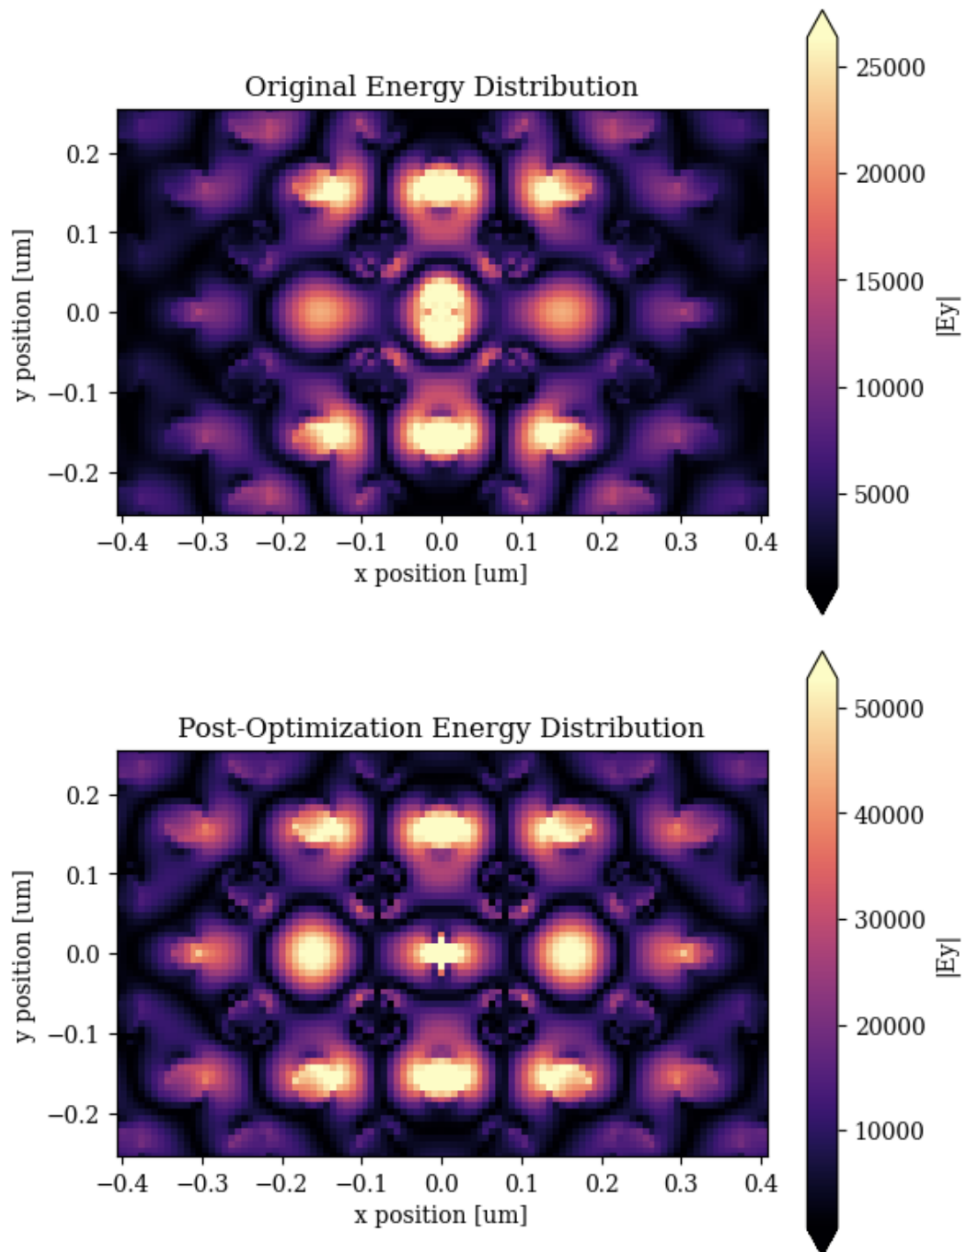 Original Energy Distribution
25000
20000
15000
10000
5000
|Ey|
0.2
0.1
0.0
−0.1
−0.2
y position [um]
−0.4 −0.3 −0.2 −0.1 0.0 0.1 0.2 0.3 0.4
x position [um]
Post-Optimization Energy Distribution
50000
40000
30000
20000
10000
|Ey|
0.2
0.1
0.0
−0.1
−0.2
y position [um]
−0.4 −0.3 −0.2 −0.1 0.0 0.1 0.2 0.3 0.4
x position [um]